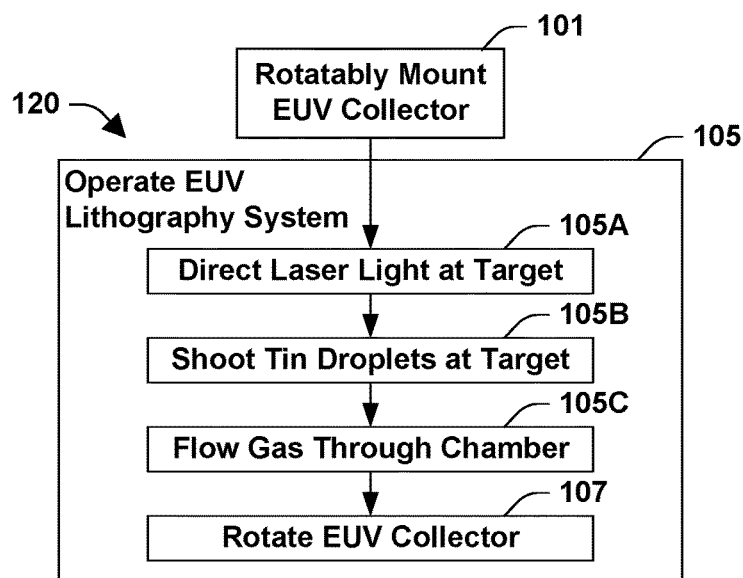 101
Rotatably Mount
EUV Collector
120
105
Operate EUV
Lithography System
105A
Direct Laser Light at Target
105B
Shoot Tin Droplets at Target
105C
Flow Gas Through Chamber
107
Rotate EUV Collector